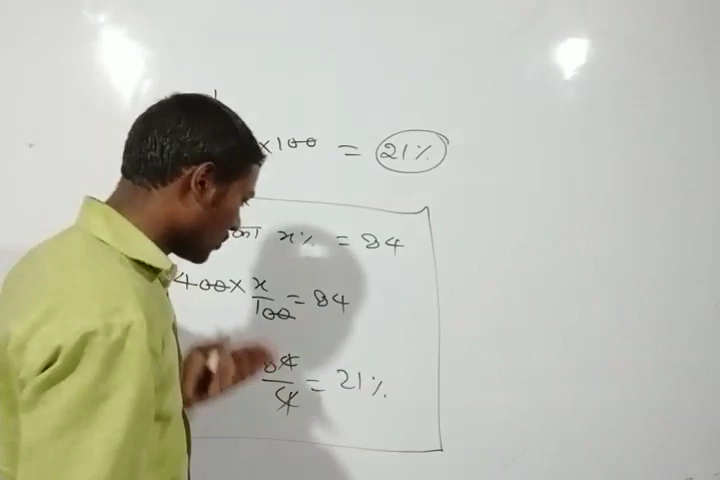 ×100 = 21%
का x% = 84
400 × x/100 = 84
84/4 = 21%